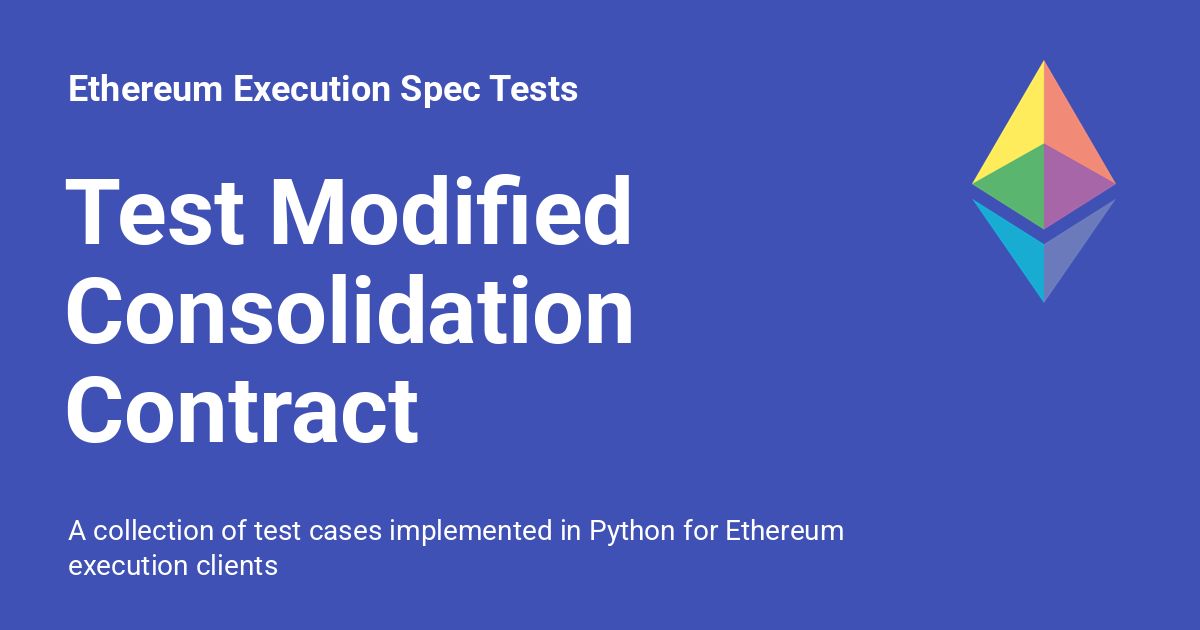 Ethereum Execution Spec Tests
Test Modified
Consolidation
Contract
A collection of test cases implemented in Python for Ethereum
execution clients